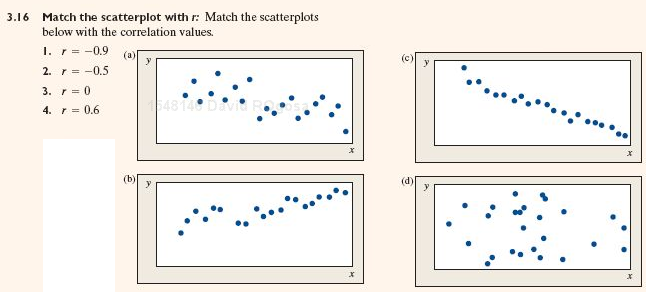 3.16 Match the scatterplot with r: Match the scatterplots
below with the correlation values.
1. r = −0.9
2. r = −0.5
3. r = 0
4. r = 0.6
(a)
y
x
(b)
y
x
(c)
y
x
(d)
y
x